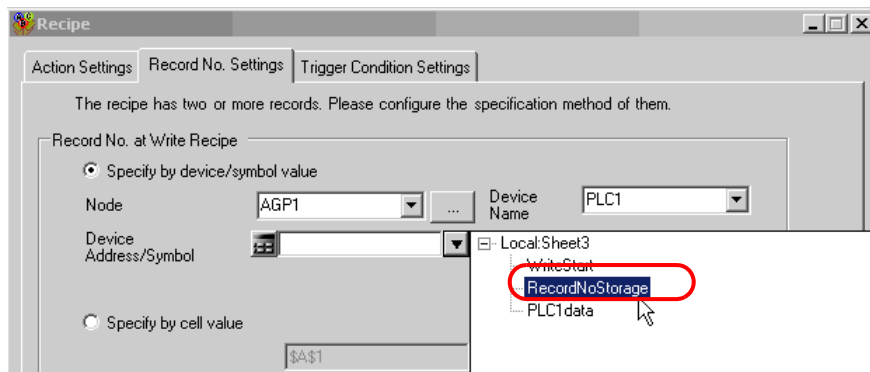 Recipe
Action Settings Record No. Settings Trigger Condition Settings
The recipe has two or more records. Please configure the specification method of them.
Record No. at Write Recipe
Specify by device/symbol value
Node AGP1 ... Device Name PLC1
Device Address/Symbol
Local:Sheet3
WriteStart
RecordNoStorage
PLC1data
Specify by cell value
$A$1